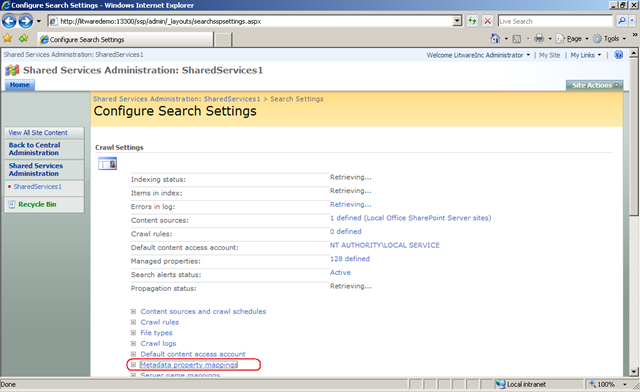 Configure Search Settings - Windows Internet Explorer
http://litwaredemo:13300/ssp/admin/_layouts/searchsspsettings.aspx
Live Search
File Edit View Favorites Tools Help
Configure Search Settings
Page Tools
Shared Services Administration: SharedServices1
Welcome LitwareInc Administrator | My Site | My Links
Shared Services Administration: SharedServices1
Home
Site Actions
Shared Services Administration: SharedServices1 > Search Settings
Configure Search Settings
View All Site Content
Back to Central
Administration
Shared Services
Administration
SharedServices1
Recycle Bin
Crawl Settings
Indexing status: Retrieving...
Items in index: Retrieving...
Errors in log: Retrieving...
Content sources: 1 defined (Local Office SharePoint Server sites)
Crawl rules: 0 defined
Default content access account: NT AUTHORITY\LOCAL SERVICE
Managed properties: 128 defined
Search alerts status: Active
Propagation status: Retrieving...
Content sources and crawl schedules
Crawl rules
File types
Crawl logs
Default content access account
Metadata property mappings
Server name mappings
Done
Local intranet
100%